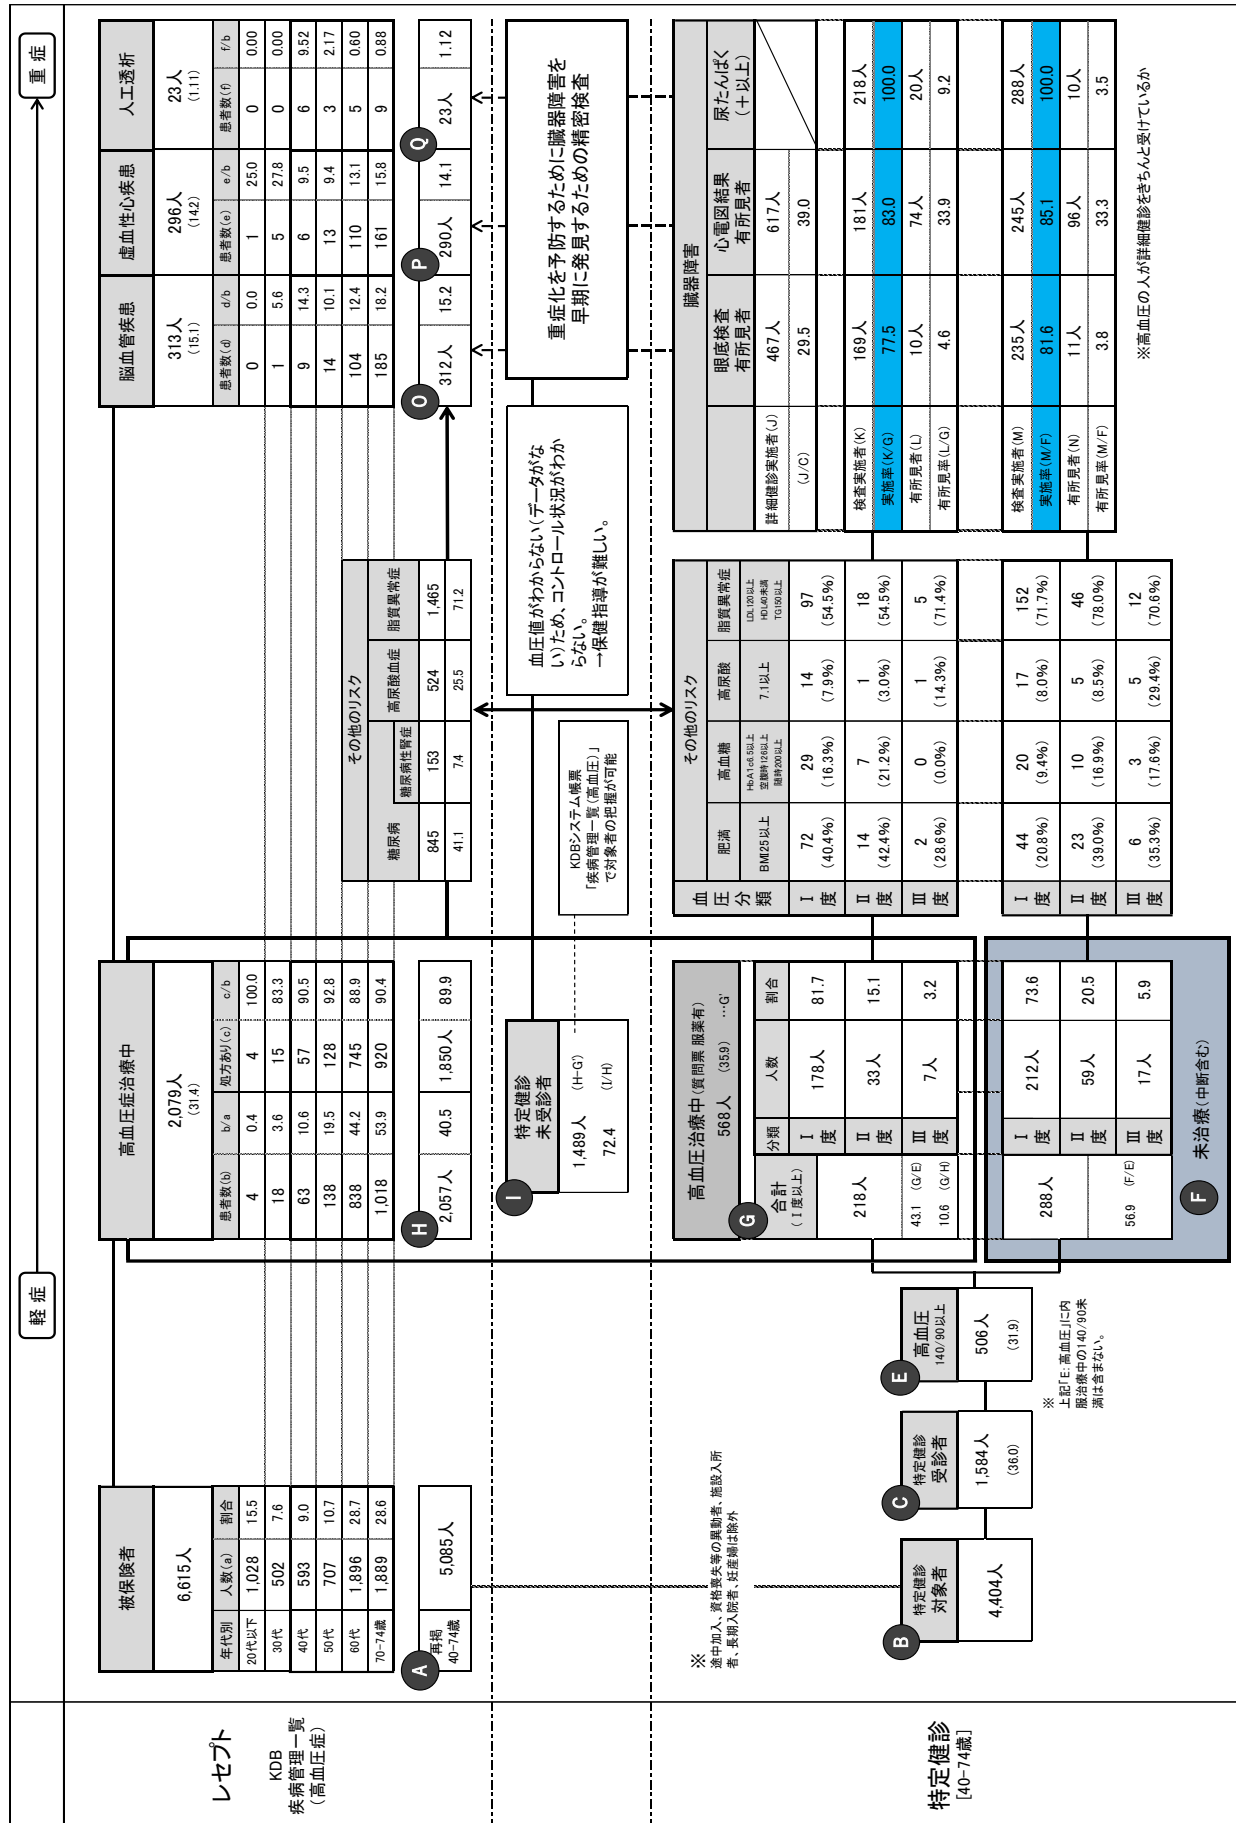 軽症
重症
レセプト
KDB
疾病管理一覧
(高血圧症)
被保険者
6,615人
年代別 人数(a) 割合
20代以下 1,028 15.5
30代 502 7.6
40代 593 9.0
50代 707 10.7
60代 1,896 28.7
70-74歳 1,889 28.6
A
再掲
40-74歳
5,085人
高血圧症治療中
2,079人
(31.4)
患者数(b) b/a 処方あり(c) c/b
4 0.4 4 100.0
18 3.6 15 83.3
63 10.6 57 90.5
138 19.5 128 92.8
838 44.2 745 88.9
1,018 53.9 920 90.4
H
2,057人 40.5 1,850人 89.9
その他のリスク
糖尿病 糖尿病性腎症 高尿酸血症 脂質異常症
845 153 524 1,465
41.1 7.4 25.5 71.2
脳血管疾患 虚血性心疾患 人工透析
313人 296人 23人
(15.1) (14.2) (1.11)
患者数(d) d/b 患者数(e) e/b 患者数(f) f/b
0 0.0 1 25.0 0 0.00
1 5.6 5 27.8 0 0.00
9 14.3 6 9.5 6 9.52
14 10.1 13 9.4 3 2.17
104 12.4 110 13.1 5 0.60
185 18.2 161 15.8 9 0.88
O P Q
312人 15.2 290人 14.1 23人 1.12
I
特定健診
未受診者
1,489人 (H-G')
72.4 (I/H)
KDBシステム帳票
「疾病管理一覧(高血圧)」
で対象者の把握が可能
血圧値がわからない(データがな
い)ため、コントロール状況がわか
らない。
→保健指導が難しい。
重症化を予防するために臓器障害を
早期に発見するための精密検査
特定健診
[40-74歳]
※
途中加入、資格喪失等の異動者、施設入所
者、長期入院者、妊産婦は除外
B
特定健診
対象者
4,404人
C
特定健診
受診者
1,584人
(36.0)
E
高血圧
140/90以上
506人
(31.9)
※
上記「E:高血圧」に内
服治療中の140/90未
満は含まない。
高血圧治療中(質問票 服薬有)
568人 (35.9) …G'
G
合計
(Ⅰ度以上)
分類 人数 割合
218人
43.1 (G/E)
10.6 (G/H)
Ⅰ度 178人 81.7
Ⅱ度 33人 15.1
Ⅲ度 7人 3.2
288人
56.9 (F/E)
Ⅰ度 212人 73.6
Ⅱ度 59人 20.5
Ⅲ度 17人 5.9
F
未治療(中断含む)
血圧分類
その他のリスク
肥満 高血糖 高尿酸 脂質異常症
BMI25以上
HbA1c6.5以上
空腹時126以上
随時200以上
7.1以上
LDL120以上
HDL40未満
TG150以上
Ⅰ度 72 29 14 97
(40.4%) (16.3%) (7.9%) (54.5%)
Ⅱ度 14 7 1 18
(42.4%) (21.2%) (3.0%) (54.5%)
Ⅲ度 2 0 1 5
(28.6%) (0.0%) (14.3%) (71.4%)
Ⅰ度 44 20 17 152
(20.8%) (9.4%) (8.0%) (71.7%)
Ⅱ度 23 10 5 46
(39.0%) (16.9%) (8.5%) (78.0%)
Ⅲ度 6 3 5 12
(35.3%) (17.6%) (29.4%) (70.6%)
臓器障害
眼底検査
有所見者
心電図結果
有所見者
尿たんぱく
(+以上)
詳細健診実施者(J) 467人 617人
(J/C) 29.5 39.0
検査実施者(K) 169人 181人 218人
実施率(K/G) 77.5 83.0 100.0
有所見者(L) 10人 74人 20人
有所見率(L/G) 4.6 33.9 9.2
検査実施者(M) 235人 245人 288人
実施率(M/F) 81.6 85.1 100.0
有所見者(N) 11人 96人 10人
有所見率(M/F) 3.8 33.3 3.5
※高血圧の人が詳細健診をきちんと受けているか